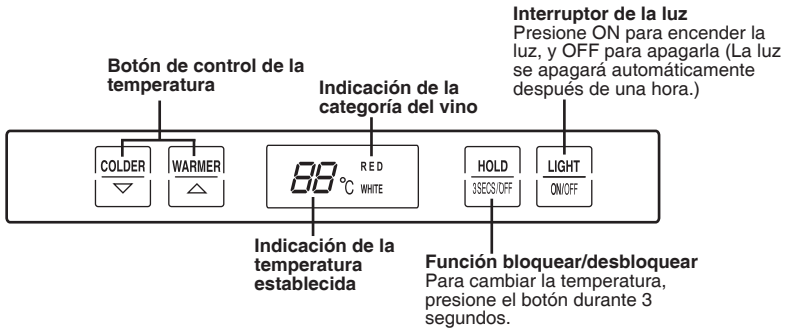 Interruptor de la luz
Presione ON para encender la
luz, y OFF para apagarla (La luz
se apagará automáticamente
después de una hora.)
Botón de control de la
temperatura
Indicación de la
categoría del vino
COLDER
WARMER
88 °C
RED
WHITE
HOLD
3SECS/OFF
LIGHT
ON/OFF
Indicación de la
temperatura
establecida
Función bloquear/desbloquear
Para cambiar la temperatura,
presione el botón durante 3
segundos.